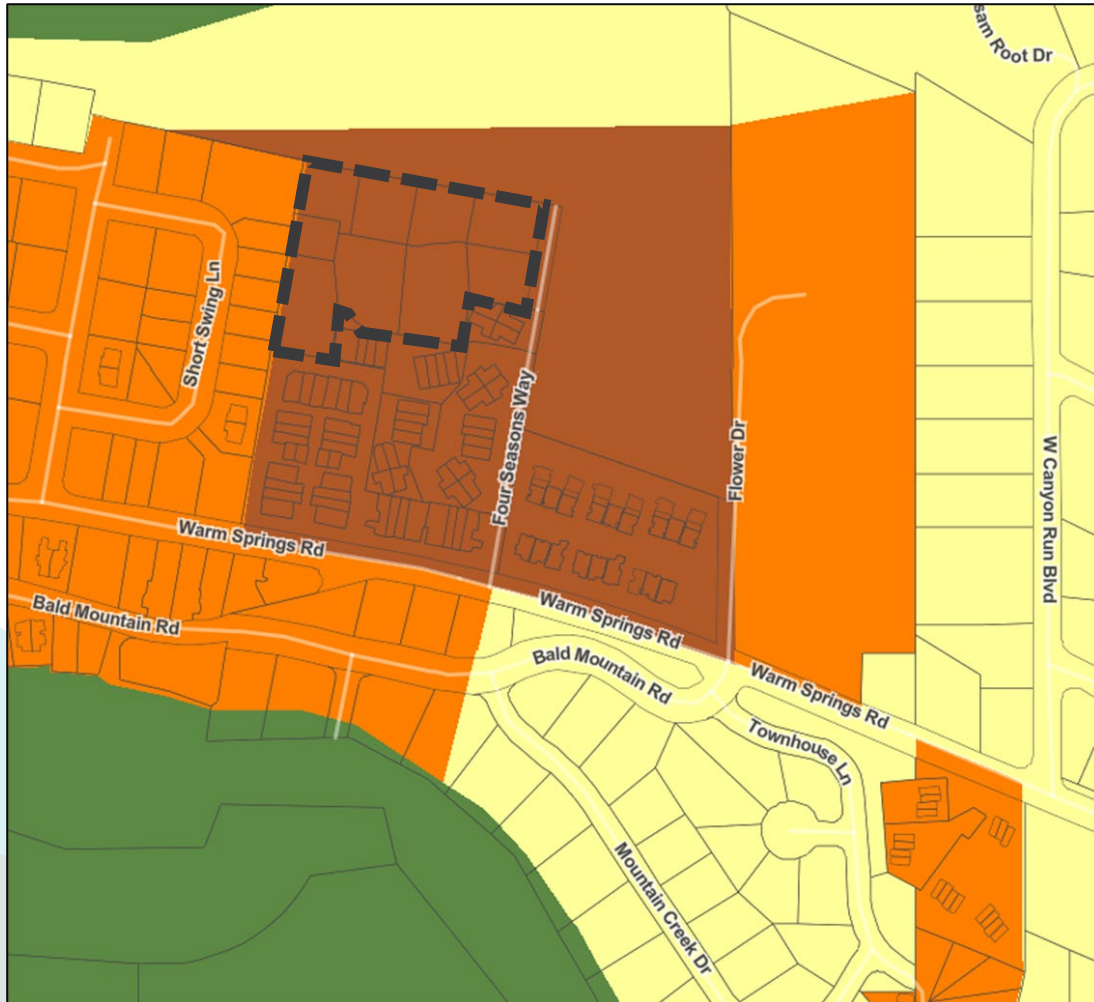 sam Root Dr
Short Swing Ln
Four Seasons Way
Flower Dr
W Canyon Run Blvd
Warm Springs Rd
Bald Mountain Rd
Warm Springs Rd
Bald Mountain Rd
Warm Springs Rd
Townhouse Ln
Mountain Creek Dr